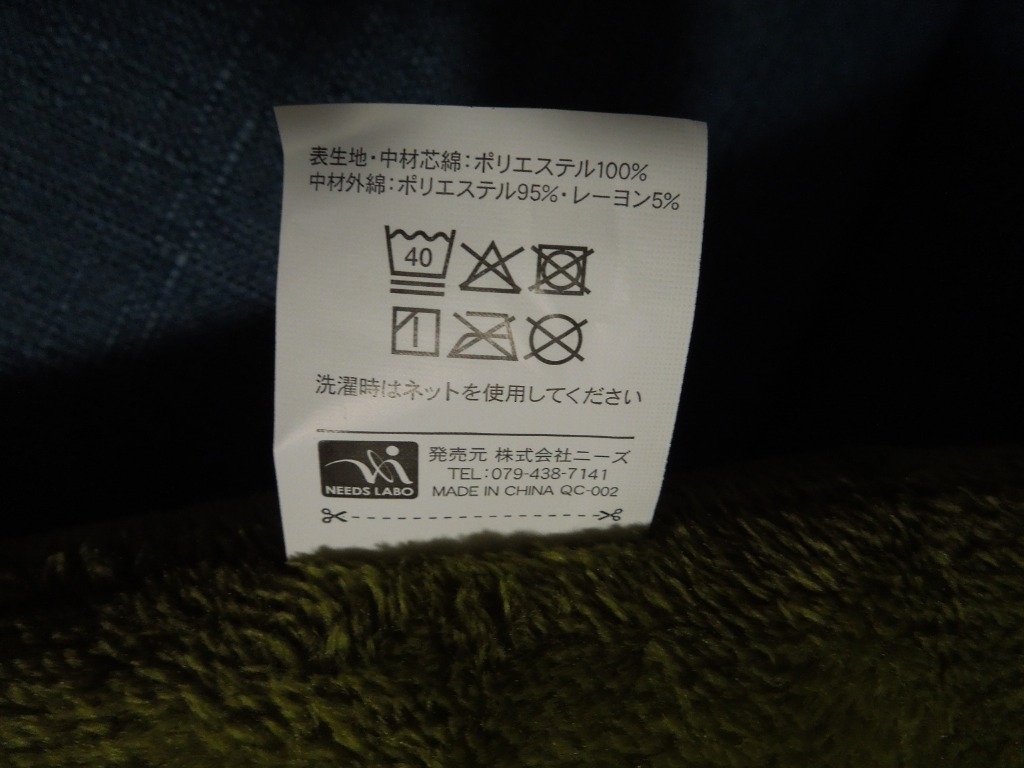 表生地・中材芯綿：ポリエステル100%
中材外綿：ポリエステル95%・レーヨン5%
40
洗濯時はネットを使用してください
NEEDS LABO
発売元 株式会社ニーズ
TEL：079-438-7141
MADE IN CHINA QC-002